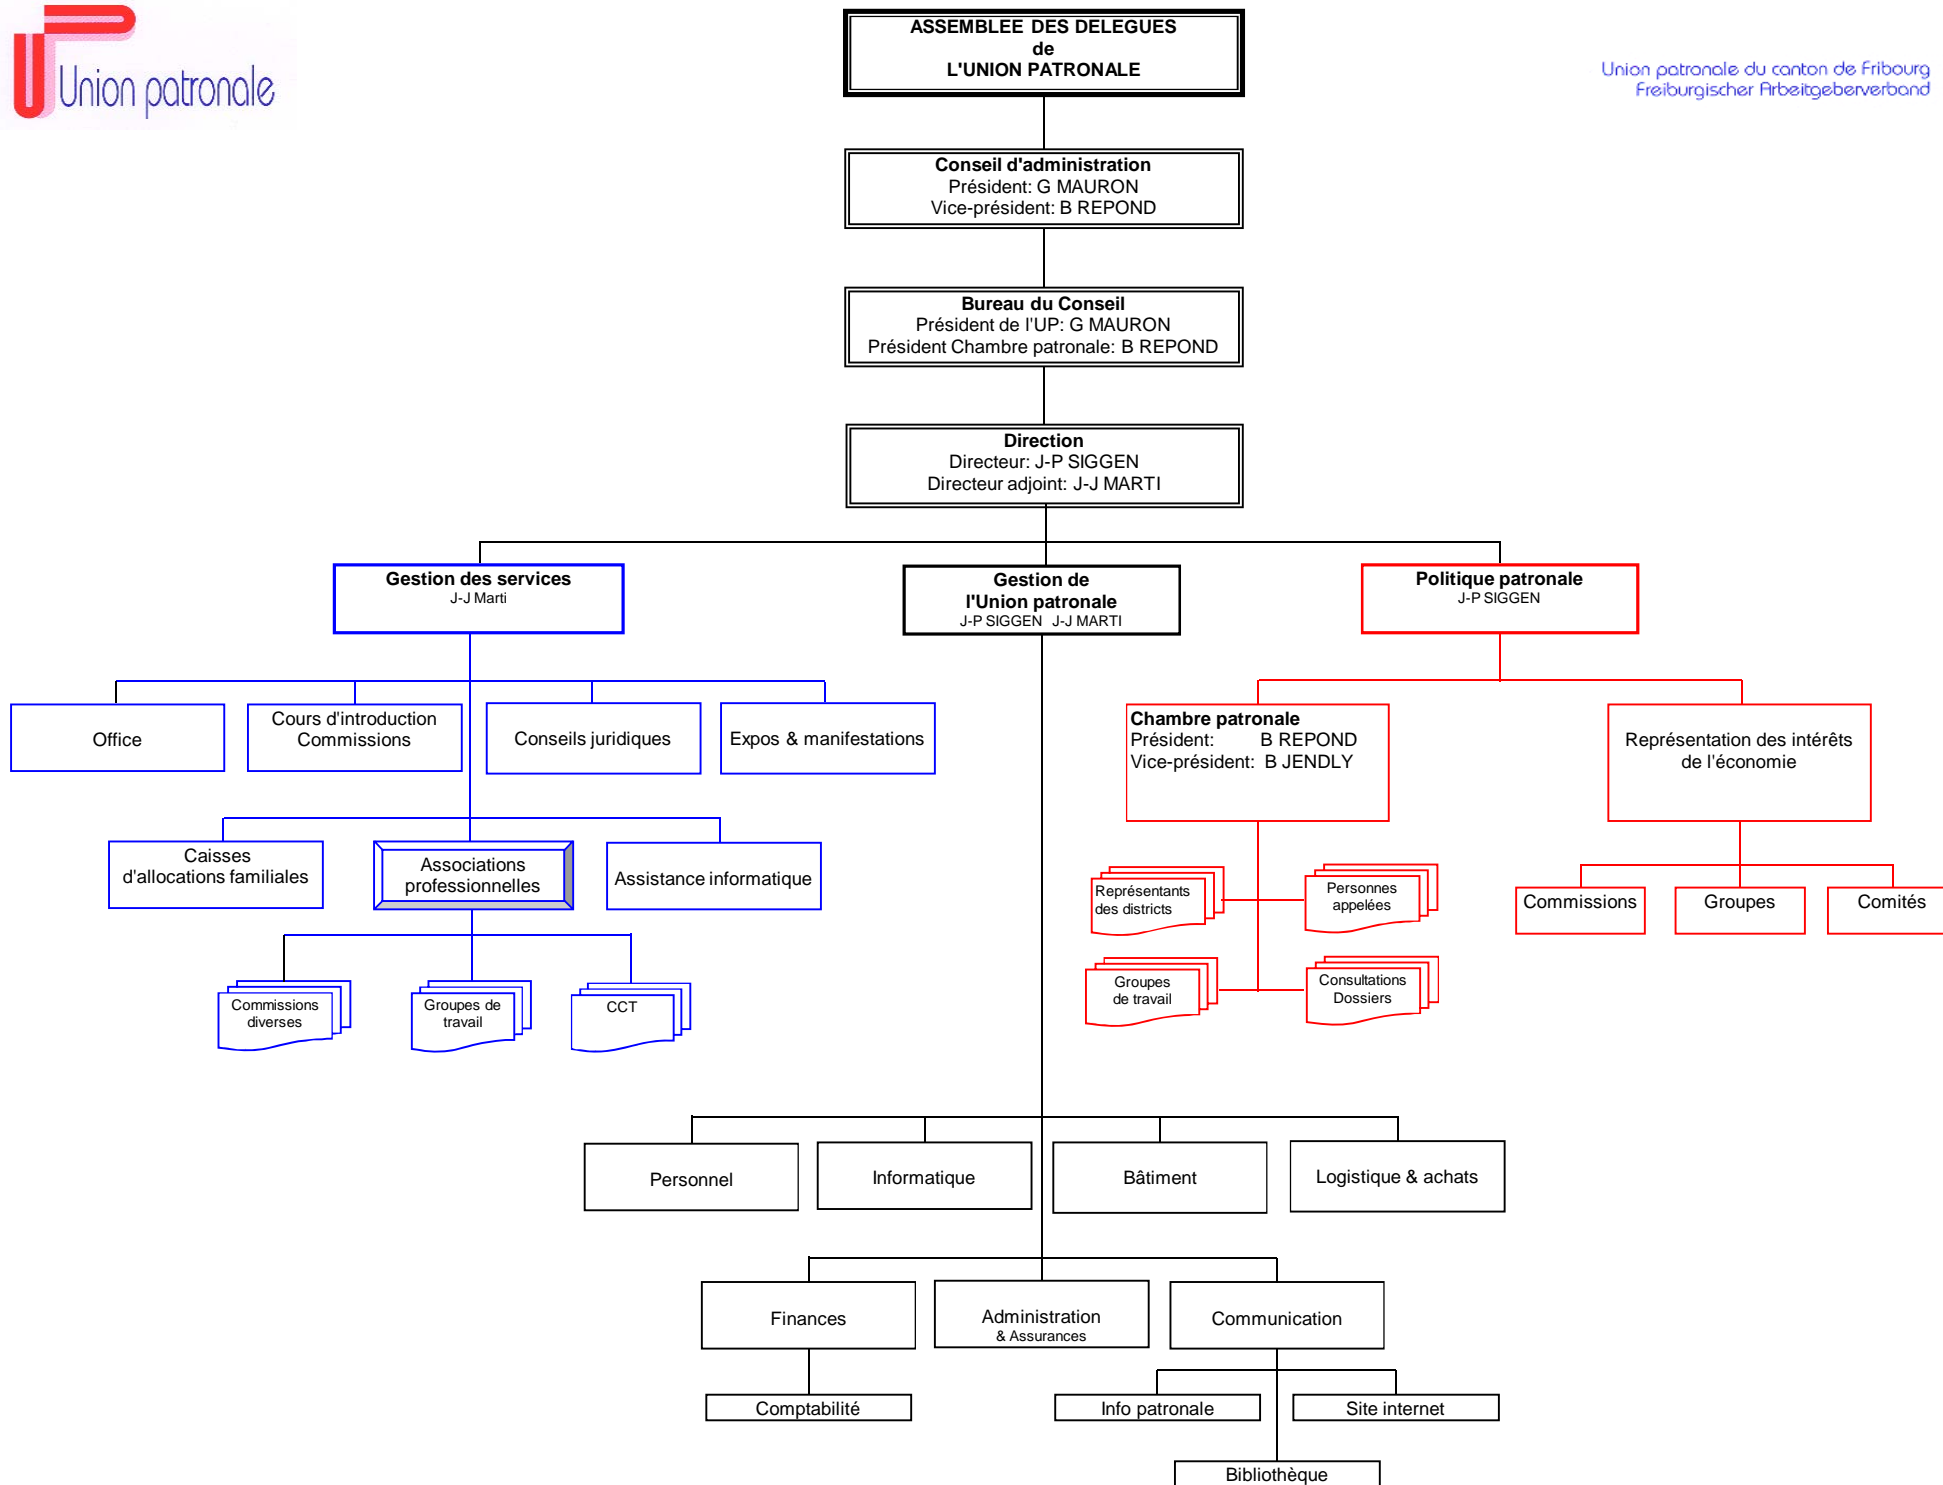 Union patronale
ASSEMBLEE DES DELEGUES
de
L'UNION PATRONALE
Union patronale du canton de Fribourg
Freiburgischer Arbeitgeberverband
Conseil d'administration
Président: G MAURON
Vice-président: B REPOND
Bureau du Conseil
Président de l'UP: G MAURON
Président Chambre patronale: B REPOND
Direction
Directeur: J-P SIGGEN
Directeur adjoint: J-J MARTI
Gestion des services
J-J Marti
Gestion de
l'Union patronale
J-P SIGGEN J-J MARTI
Politique patronale
J-P SIGGEN
Office
Cours d'introduction
Commissions
Conseils juridiques
Expos & manifestations
Chambre patronale
Président: B REPOND
Vice-président: B JENDLY
Représentation des intérêts
de l'économie
Caisses
d'allocations familiales
Associations
professionnelles
Assistance informatique
Représentants
des districts
Personnes
appelées
Commissions
Groupes
Comités
Commissions
diverses
Groupes de
travail
CCT
Groupes
de travail
Consultations
Dossiers
Personnel
Informatique
Bâtiment
Logistique & achats
Finances
Administration
& Assurances
Communication
Comptabilité
Info patronale
Site internet
Bibliothèque